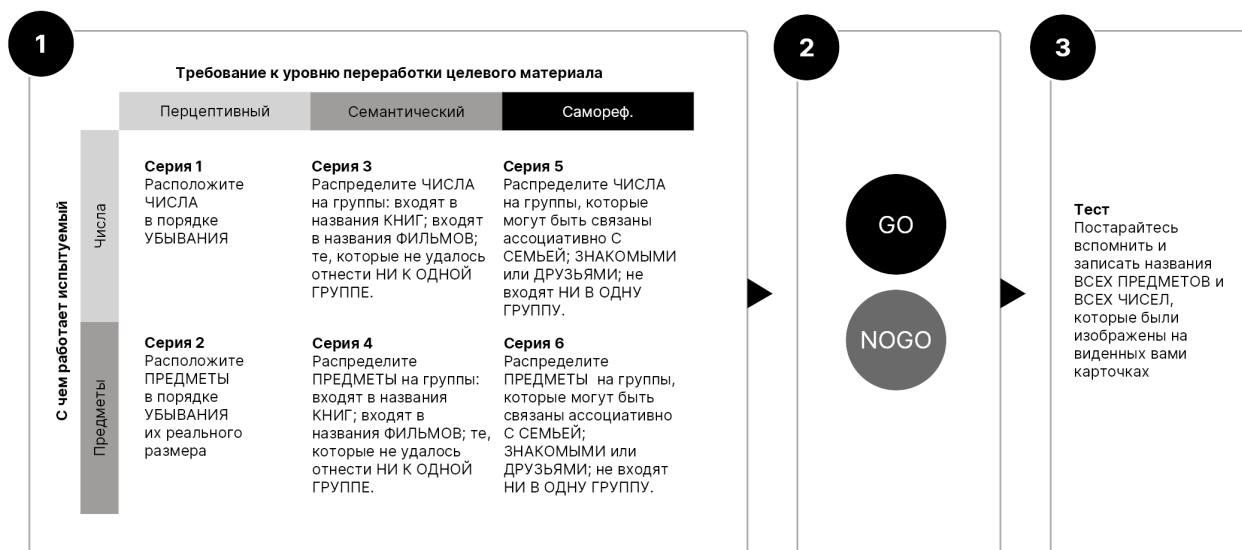 1
Требование к уровню переработки целевого материала
Перцептивный
Семантический
Самореф.
С чем работает испытуемый
Числа
Серия 1
Расположите
ЧИСЛА
в порядке
УБЫВАНИЯ
Серия 3
Распределите ЧИСЛА
на группы: входят в
названия КНИГ; входят
в названия ФИЛЬМОВ;
те, которые не удалось
отнести НИ К ОДНОЙ
ГРУППЕ.
Серия 5
Распределите ЧИСЛА
на группы, которые
могут быть связаны
ассоциативно С
СЕМЬЕЙ; ЗНАКОМЫМИ
или ДРУЗЬЯМИ; не
входят НИ В ОДНУ
ГРУППУ.
Предметы
Серия 2
Расположите
ПРЕДМЕТЫ
в порядке
УБЫВАНИЯ
их реального
размера
Серия 4
Распределите
ПРЕДМЕТЫ на группы:
входят в названия
КНИГ; входят в
названия ФИЛЬМОВ; те,
которые не удалось
отнести НИ К ОДНОЙ
ГРУППЕ.
Серия 6
Распределите
ПРЕДМЕТЫ на группы,
которые могут быть
связаны ассоциативно
С СЕМЬЕЙ;
ЗНАКОМЫМИ или
ДРУЗЬЯМИ; не входят
НИ В ОДНУ ГРУППУ.
2
GO
NOGO
3
Тест
Постарайтесь
вспомнить и
записать названия
ВСЕХ ПРЕДМЕТОВ и
ВСЕХ ЧИСЕЛ,
которые были
изображены на
виденных вами
карточках